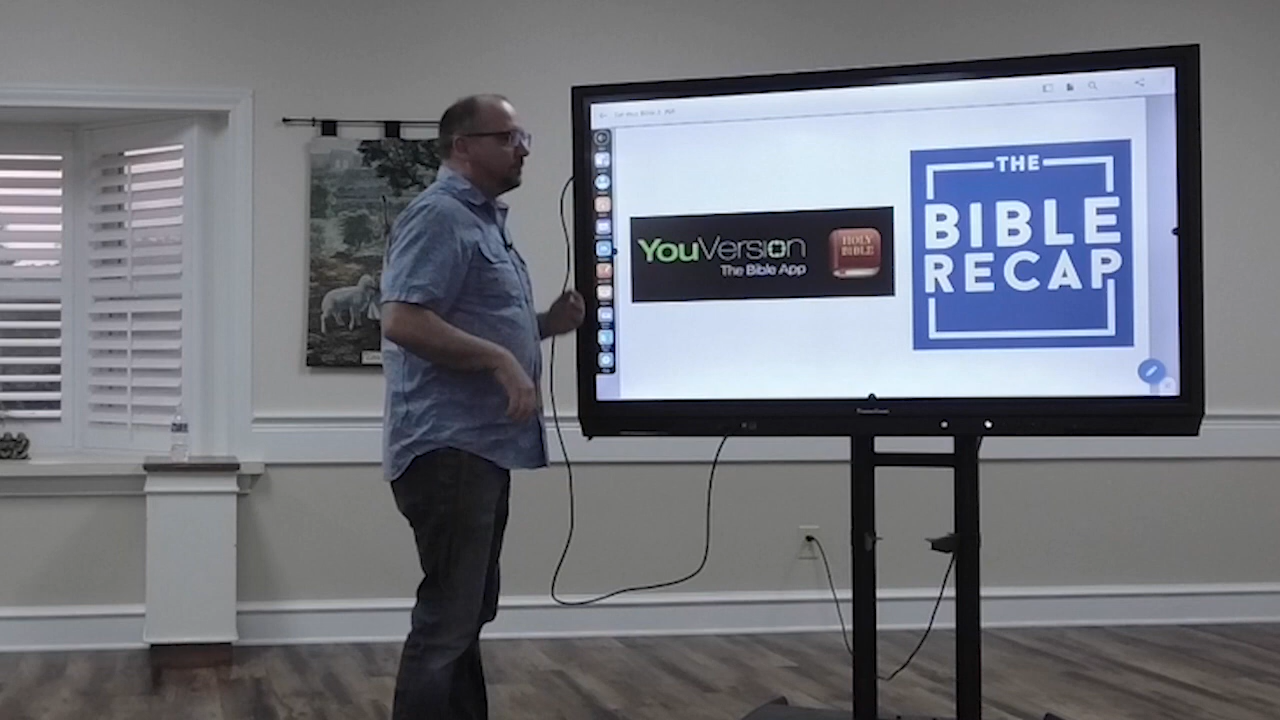 YouVersion
The Bible App
HOLY
BIBLE
THE
BIBLE
RECAP